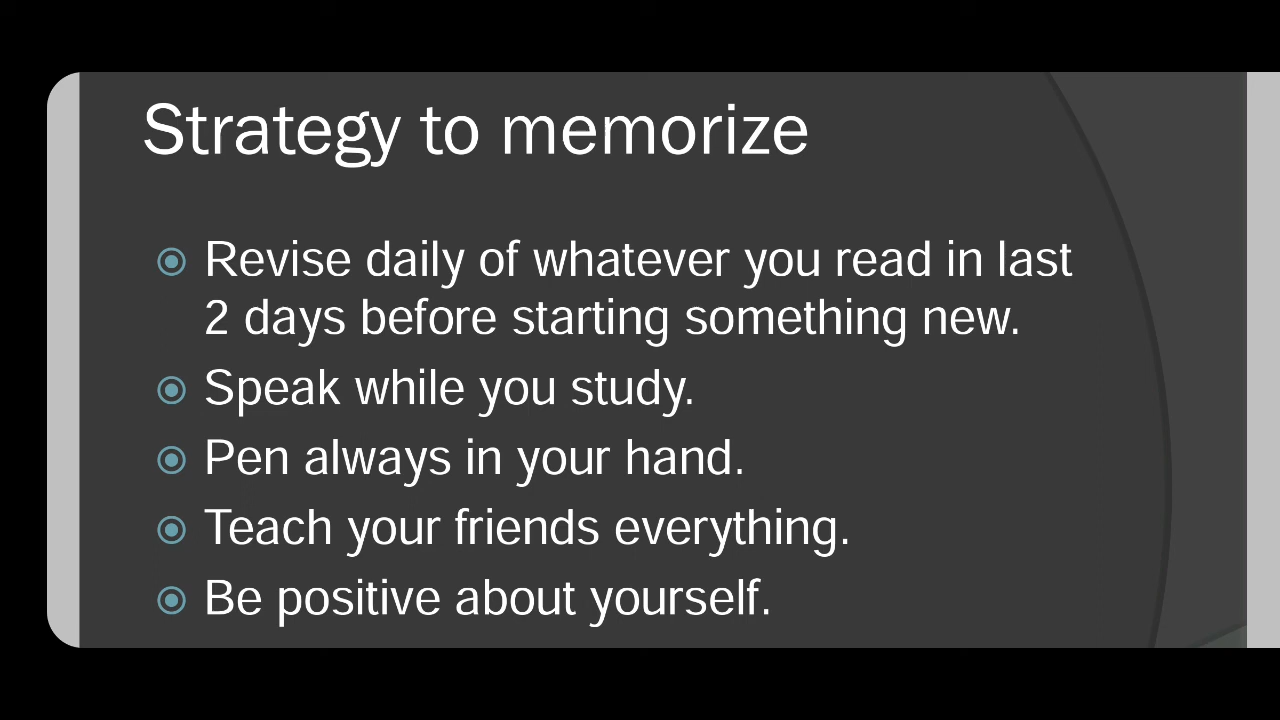 Strategy to memorize
Revise daily of whatever you read in last
2 days before starting something new.
Speak while you study.
Pen always in your hand.
Teach your friends everything.
Be positive about yourself.